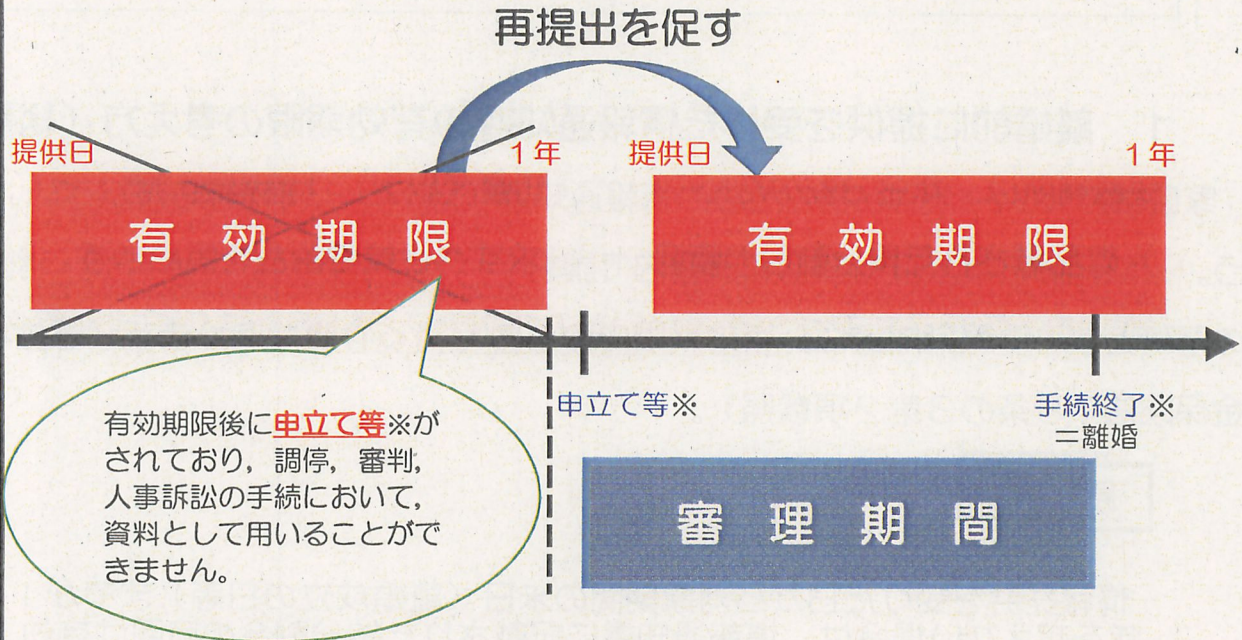 再提出を促す
提供日
1年
提供日
1年
有効期限
有効期限
申立て等※
手続終了※
＝離婚
有効期限後に申立て等※が
されており，調停，審判，
人事訴訟の手続において，
資料として用いることがで
きません。
審理期間